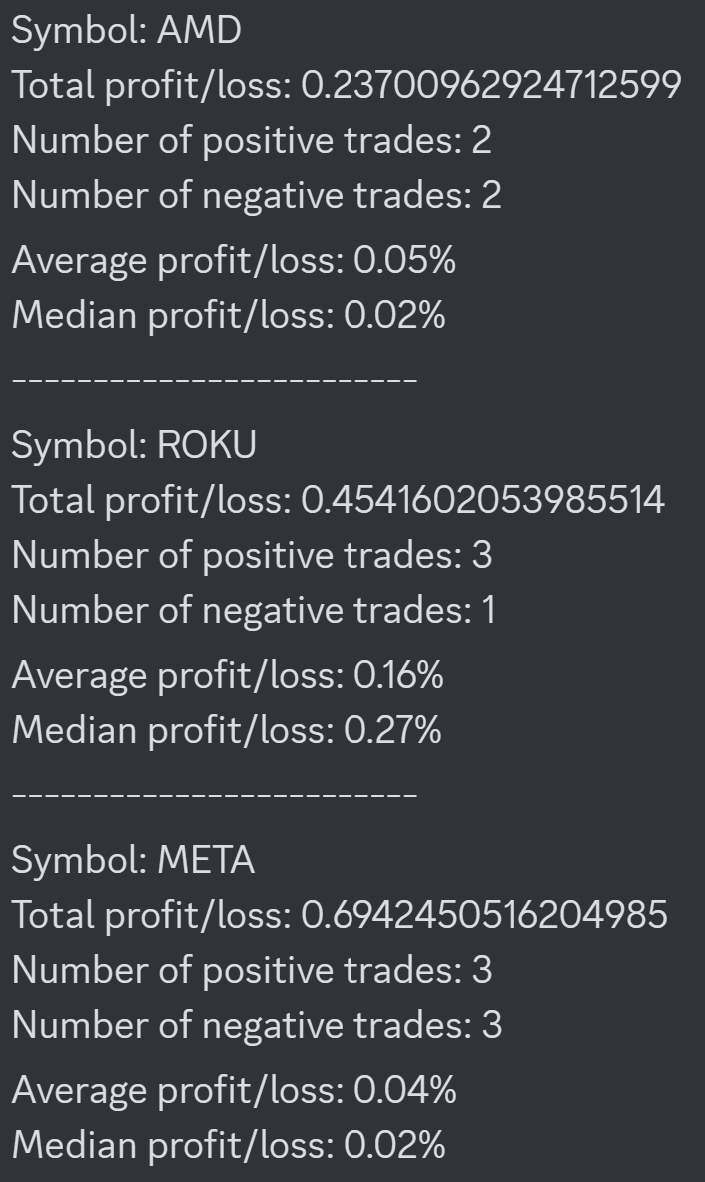 Symbol: AMD
Total profit/loss: 0.23700962924712599
Number of positive trades: 2
Number of negative trades: 2
Average profit/loss: 0.05%
Median profit/loss: 0.02%
-------------------------
Symbol: ROKU
Total profit/loss: 0.4541602053985514
Number of positive trades: 3
Number of negative trades: 1
Average profit/loss: 0.16%
Median profit/loss: 0.27%
-------------------------
Symbol: META
Total profit/loss: 0.6942450516204985
Number of positive trades: 3
Number of negative trades: 3
Average profit/loss: 0.04%
Median profit/loss: 0.02%